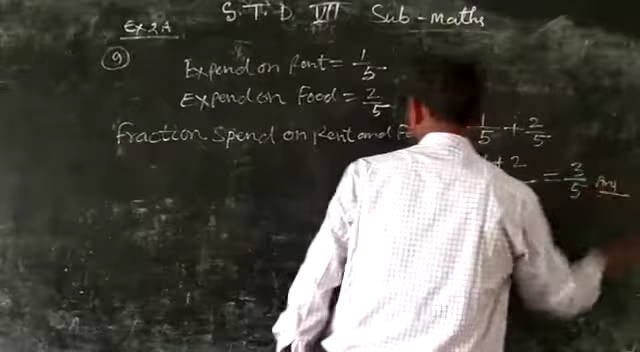 S.T.D VII Sub-maths
Ex 2A
9
Expend on Rent = 1/5
Expend on Food = 2/5
Fraction Spend on Rent and 1/5 + 2/5
+ 2 = 3/5 Ans